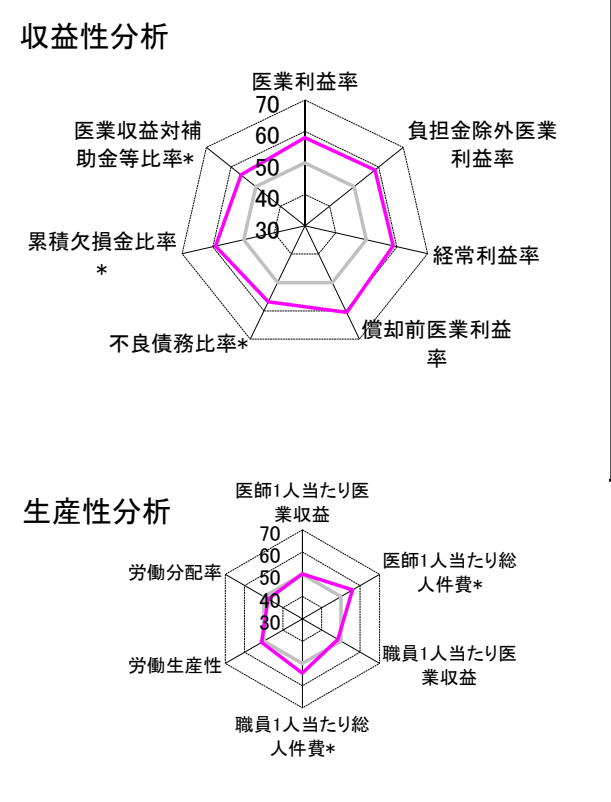 収益性分析
医業利益率
70
60
50
40
30
負担金除外医業
利益率
経常利益率
償却前医業利益
率
不良債務比率*
累積欠損金比率
*
医業収益対補
助金等比率*
生産性分析
医師1人当たり医
業収益
70
60
50
40
30
医師1人当たり総
人件費*
職員1人当たり医
業収益
職員1人当たり総
人件費*
労働生産性
労働分配率